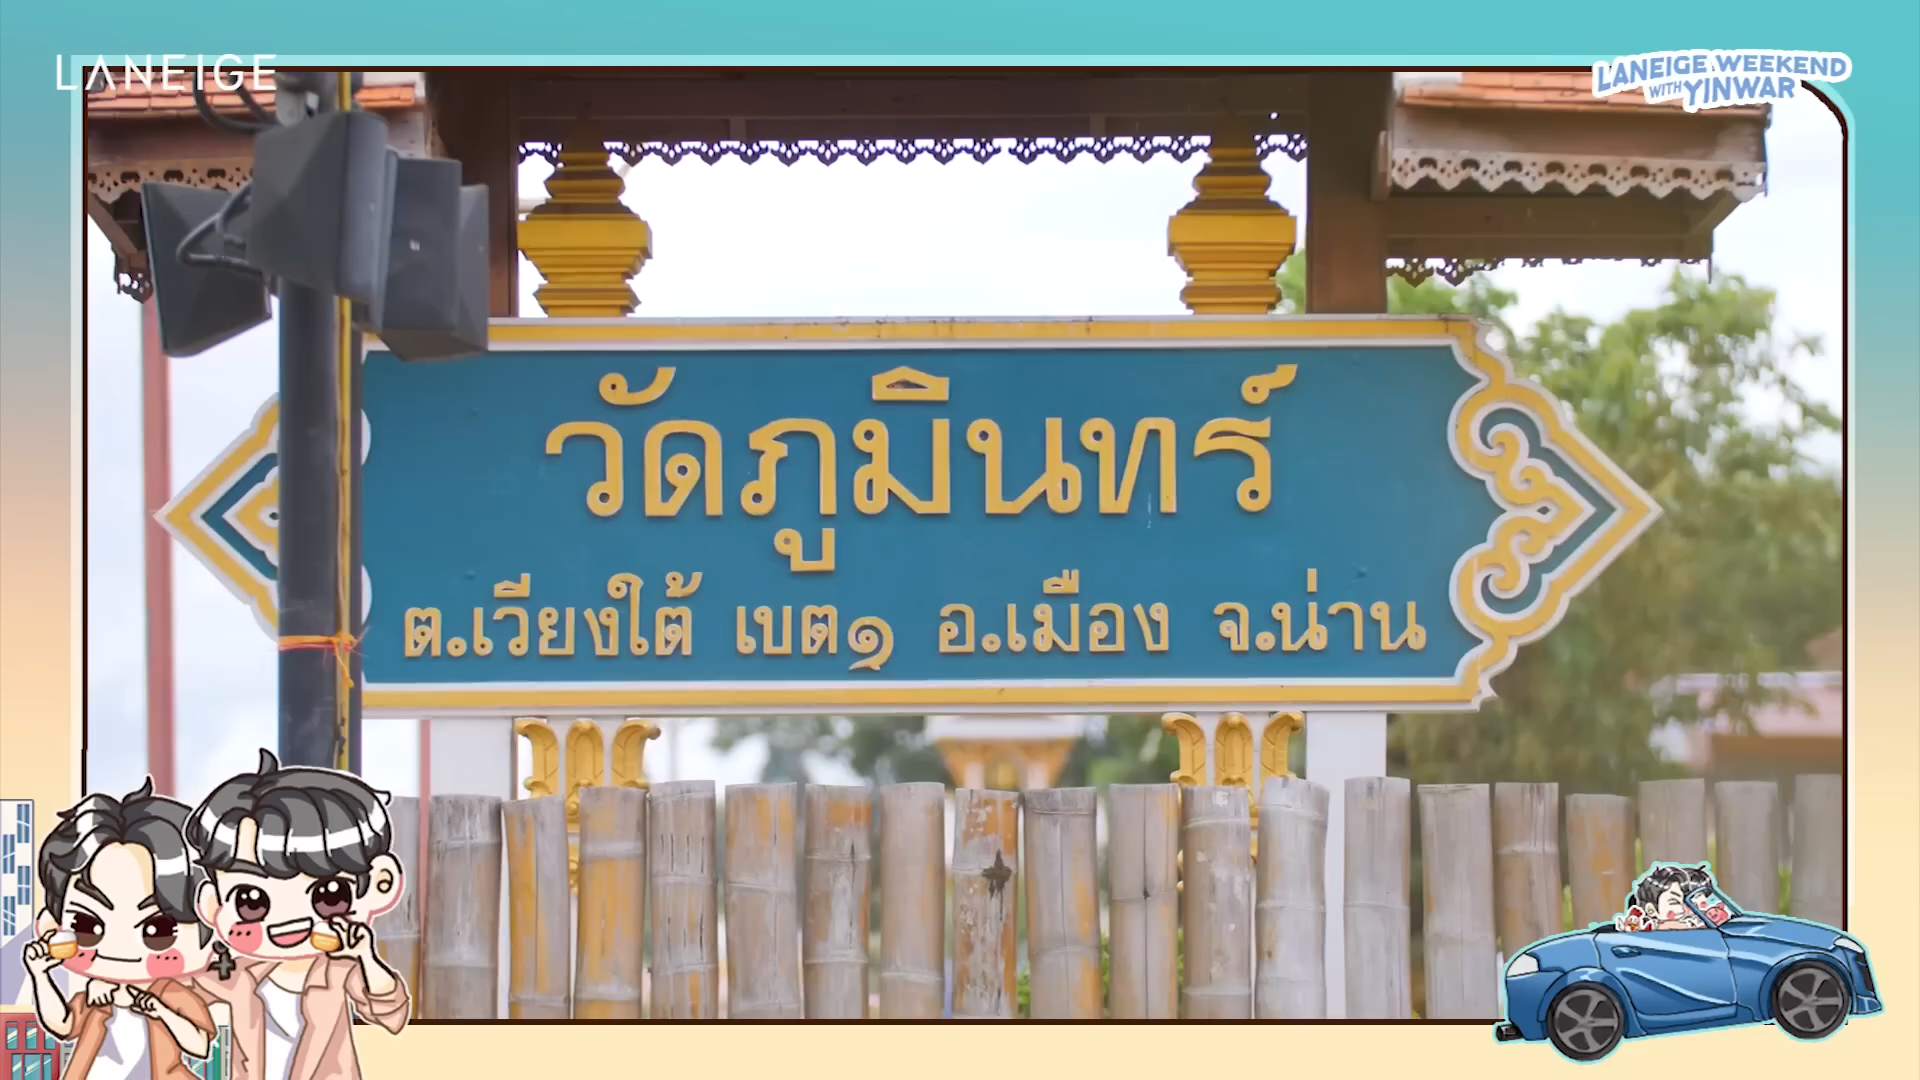 LANEIGE
LANEIGE WEEKEND
WITH YINWAR
วัดภูมินทร์
ต.เวียงใต้ เขต๑ อ.เมือง จ.น่าน